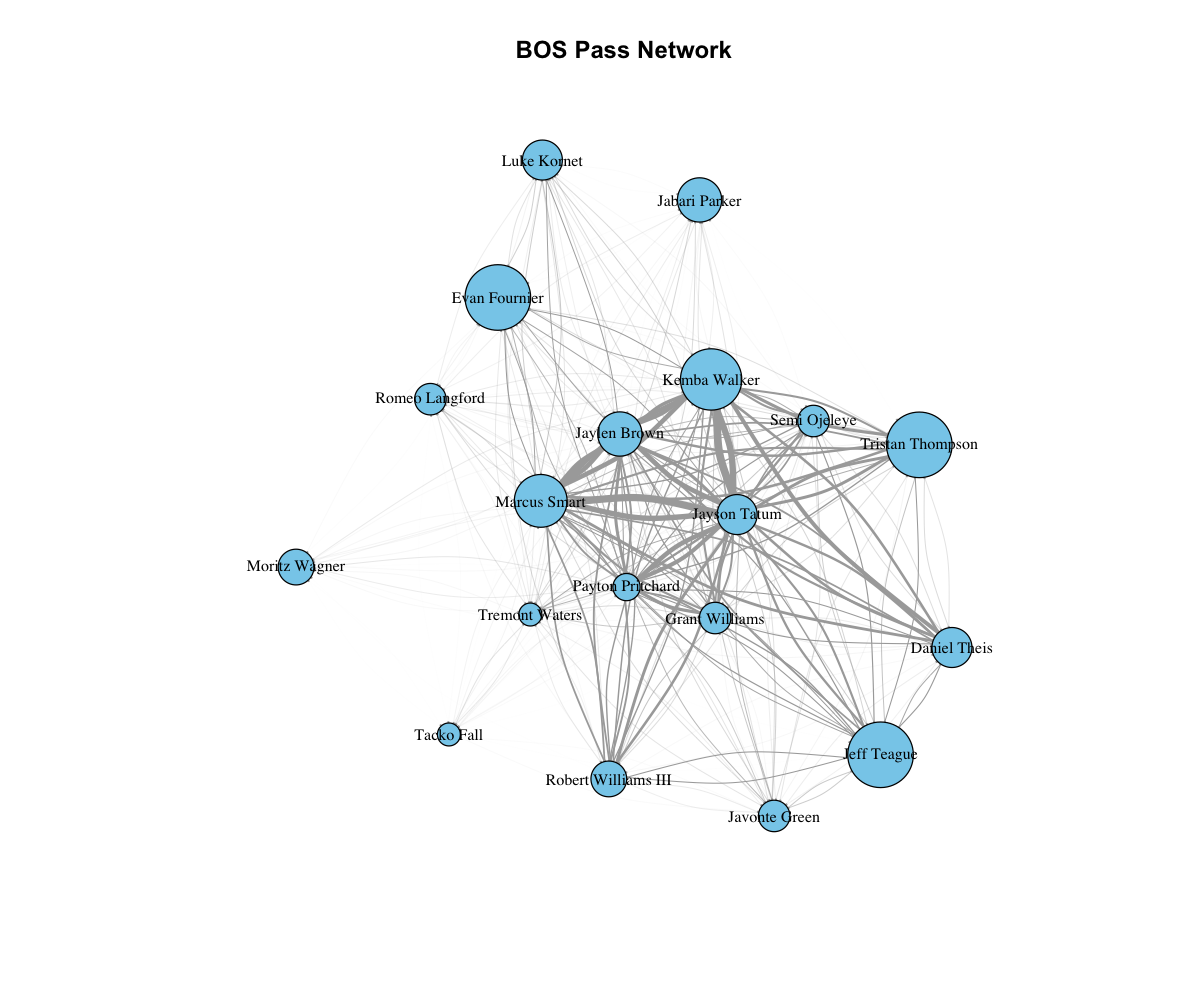 BOS Pass Network
Luke Kornet
Jabari Parker
Evan Fournier
Kemba Walker
Romeo Langford
Semi Ojeleye
Jaylen Brown
Tristan Thompson
Marcus Smart
Jayson Tatum
Moritz Wagner
Payton Pritchard
Tremont Waters
Grant Williams
Daniel Theis
Tacko Fall
Jeff Teague
Robert Williams III
Javonte Green